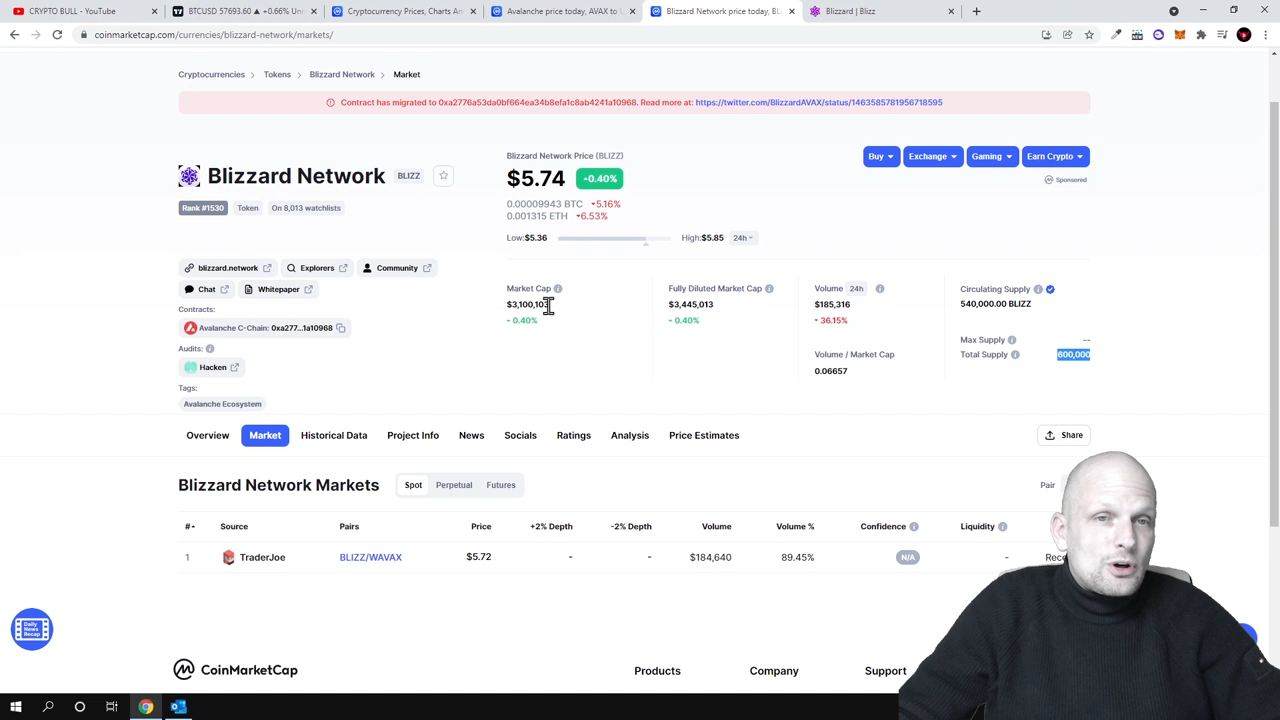 CRYPTO BULL - YouTube
BTCUSD 57693.60 ▲ +0.66% Unn
Cryptocurrency Prices, Charts An
Avalanche price today, AVAX to U
Blizzard Network price today, BLI
Blizzard | Blizz
coinmarketcap.com/currencies/blizzard-network/markets/
Cryptocurrencies > Tokens > Blizzard Network > Market
Contract has migrated to 0xa2776a53da0bf664ea34b8efa1c8ab4241a10968. Read more at: https://twitter.com/BlizzardAVAX/status/1463585781956718595
Blizzard Network BLIZZ
Rank #1530 Token On 8,013 watchlists
blizzard.network Explorers Community
Chat Whitepaper
Contracts:
Avalanche C-Chain: 0xa277...1a10968
Audits:
Hacken
Tags:
Avalanche Ecosystem
Blizzard Network Price (BLIZZ)
$5.74 0.40%
0.00009943 BTC 5.16%
0.001315 ETH 6.53%
Low: $5.36 High: $5.85 24h
Buy Exchange Gaming Earn Crypto
Sponsored
Market Cap
$3,100,103
0.40%
Fully Diluted Market Cap
$3,445,013
0.40%
Volume 24h
$185,316
36.15%
Volume / Market Cap
0.06657
Circulating Supply
540,000.00 BLIZZ
Max Supply --
Total Supply 600,000
Overview Market Historical Data Project Info News Socials Ratings Analysis Price Estimates Share
Blizzard Network Markets Spot Perpetual Futures Pair
# Source Pairs Price +2% Depth -2% Depth Volume Volume % Confidence Liquidity
1 TraderJoe BLIZZ/WAVAX $5.72 - - $184,640 89.45% N/A - Rece
Daily
News
Recap
CoinMarketCap Products Company Support